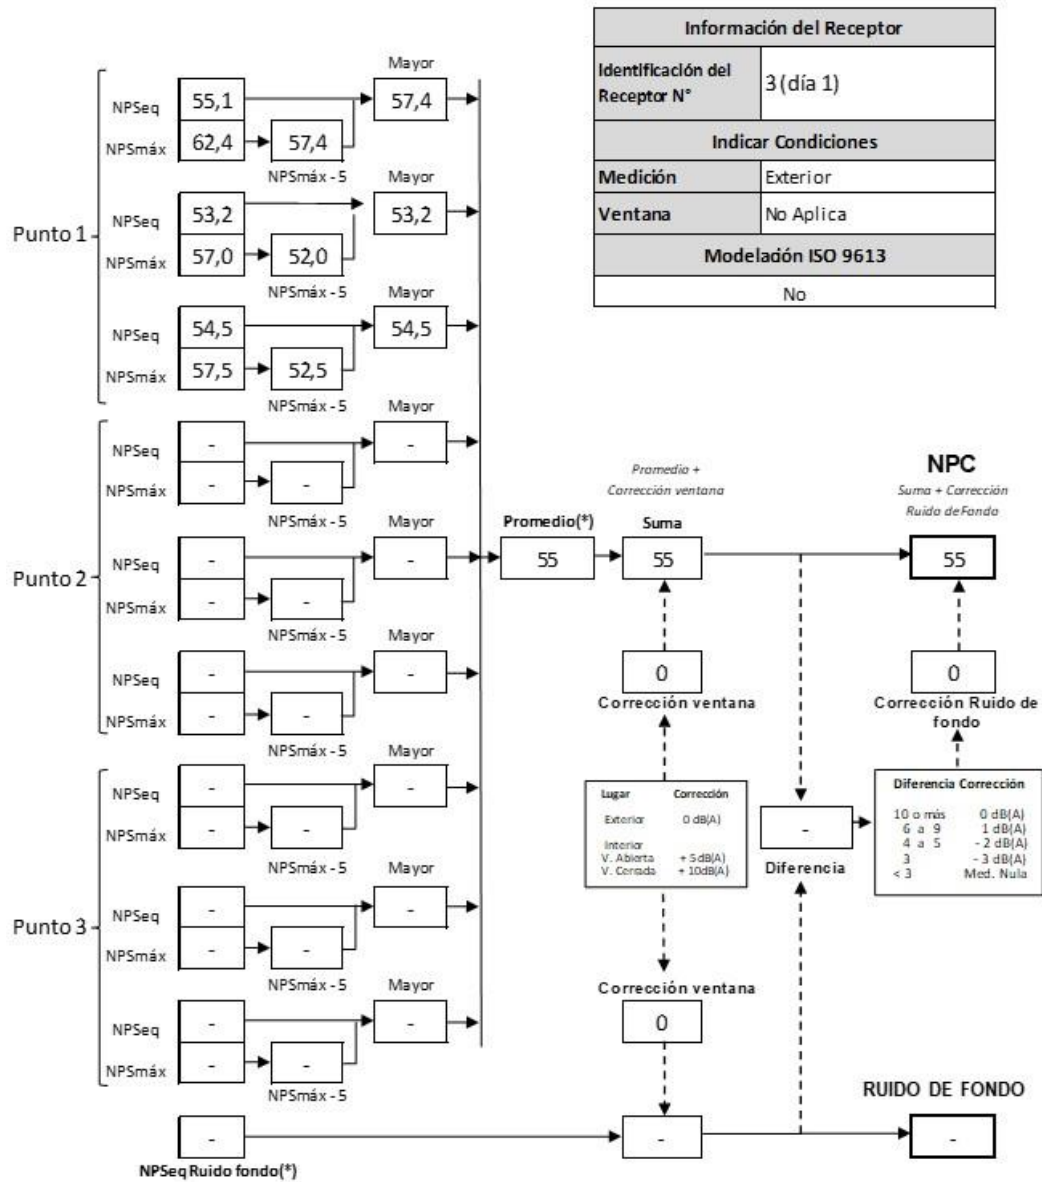 Información del Receptor
Identificación del Receptor N° 3 (día 1)
Indicar Condiciones
Medición Exterior
Ventana No Aplica
Modelación ISO 9613
No
Punto 1
Mayor
NPSeq 55,1 57,4
NPSmáx 62,4 57,4
NPSmáx - 5 Mayor
NPSeq 53,2 53,2
NPSmáx 57,0 52,0
NPSmáx - 5 Mayor
NPSeq 54,5 54,5
NPSmáx 57,5 52,5
NPSmáx - 5 Mayor
Punto 2
NPSeq - -
NPSmáx - -
NPSmáx - 5 Mayor
NPSeq - -
NPSmáx - -
NPSmáx - 5 Mayor
NPSeq - -
NPSmáx - -
NPSmáx - 5 Mayor
Punto 3
NPSeq - -
NPSmáx - -
NPSmáx - 5 Mayor
NPSeq - -
NPSmáx - -
NPSmáx - 5 Mayor
NPSeq - -
NPSmáx - -
NPSmáx - 5
-
NPSeq Ruido fondo(*)
Promedio(*)
55
Promedio +
Corrección ventana
Suma
55
0
Corrección ventana
Lugar Corrección
Exterior 0 dB(A)
Interior
V. Abierta + 5dB(A)
V. Cerrada + 10dB(A)
Corrección ventana
0
-
-
Diferencia
NPC
Suma + Corrección
Ruido de Fondo
55
0
Corrección Ruido de
fondo
Diferencia Corrección
10 o más 0 dB(A)
6 a 9 1 dB(A)
4 a 5 - 2 dB(A)
3 - 3 dB(A)
< 3 Med. Nula
RUIDO DE FONDO
-